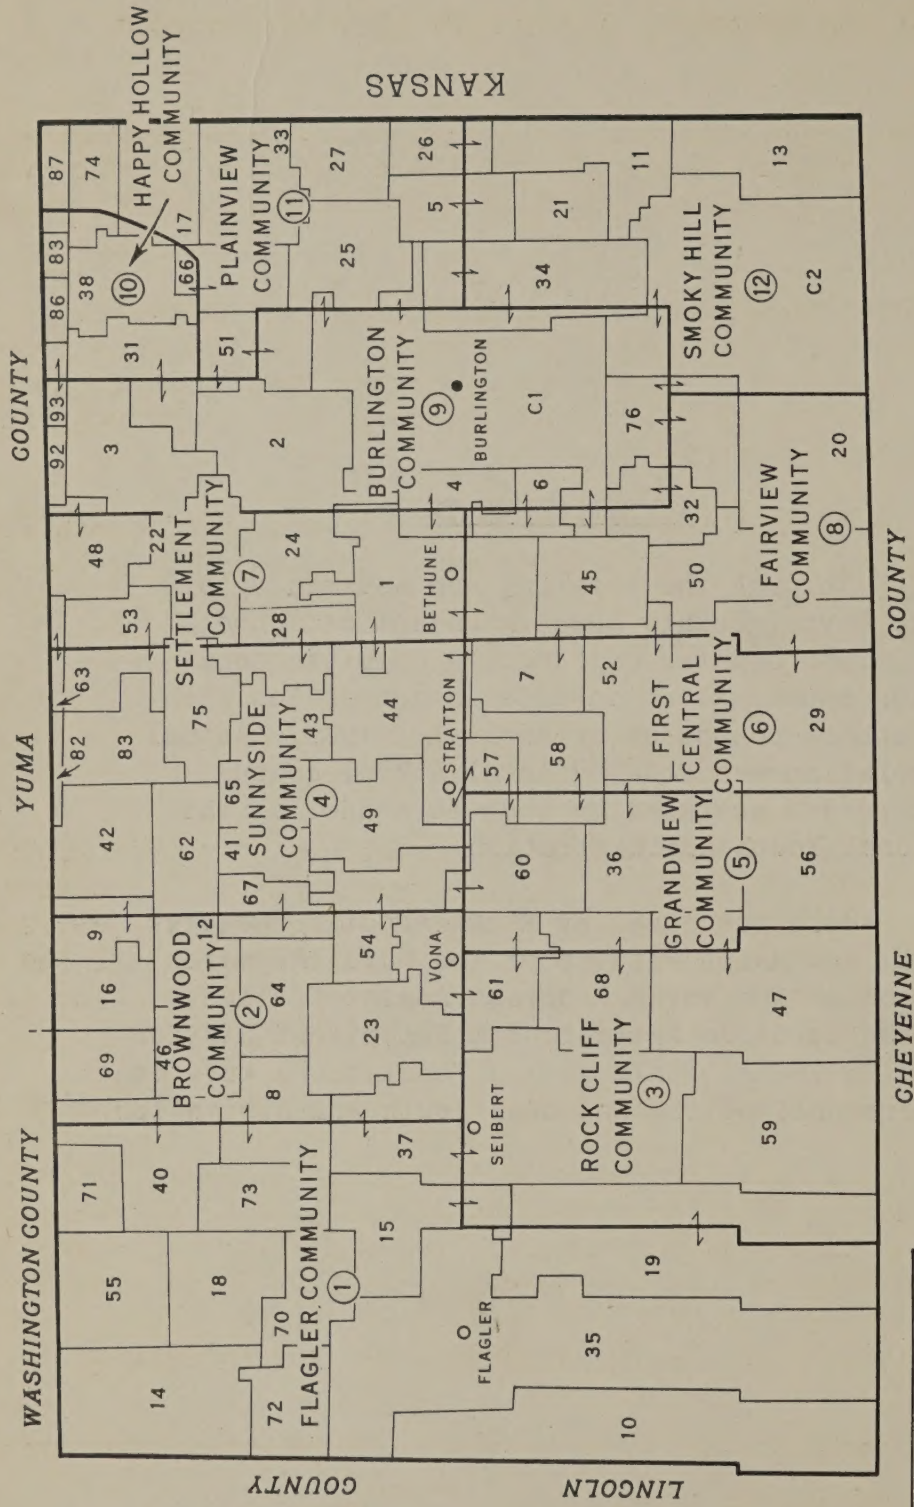 WASHINGTON COUNTY
YUMA
COUNTY
14
55
71
69
16
9
42
82
83
63
53
48
92
93
86
83
87
3
31
38
74
HAPPY HOLLOW
COMMUNITY
10
18
40
46
BROWNWOOD
COMMUNITY
2
12
62
75
22
SETTLEMENT
COMMUNITY
7
17
66
72
70
73
8
64
67
41
65
SUNNYSIDE
COMMUNITY
4
43
28
24
2
51
PLAINVIEW
COMMUNITY
11
33
FLAGLER COMMUNITY
1
15
37
23
54
49
44
1
25
27
BURLINGTON
COMMUNITY
9
COUNTY
KANSAS
FLAGLER
SEIBERT
VONA
STRATTON
BETHUNE
BURLINGTON
4
5
26
61
60
57
7
6
C1
34
21
35
10
19
ROCK CLIFF
COMMUNITY
3
68
36
58
52
45
76
11
GRANDVIEW
COMMUNITY
5
FIRST
CENTRAL
COMMUNITY
6
50
32
SMOKY HILL
COMMUNITY
12
59
47
56
29
FAIRVIEW
COMMUNITY
8
20
C2
13
LINCOLN
CHEYENNE
COUNTY